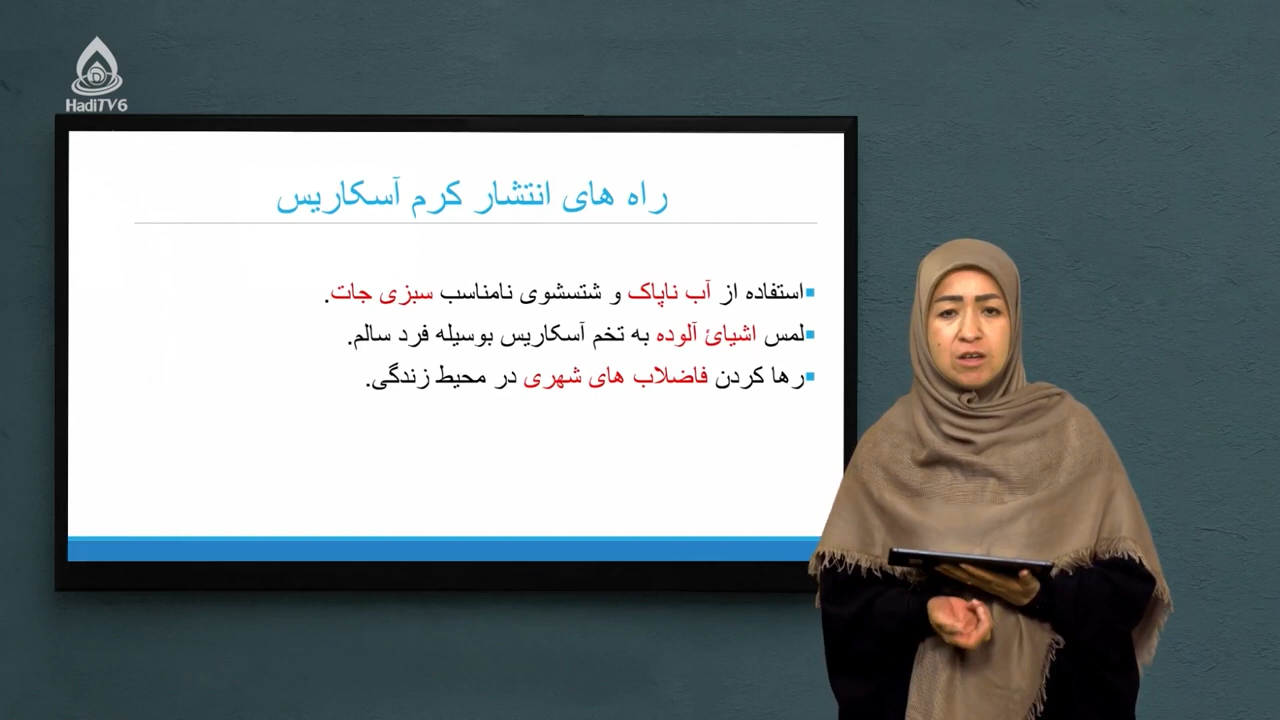 HadiTV6
راه های انتشار کرم آسکاریس
استفاده از آب ناپاک و شتسشوی نامناسب سبزی جات.
لمس اشیائ آلوده به تخم آسکاریس بوسیله فرد سالم.
رها کردن فاضلاب های شهری در محیط زندگی.